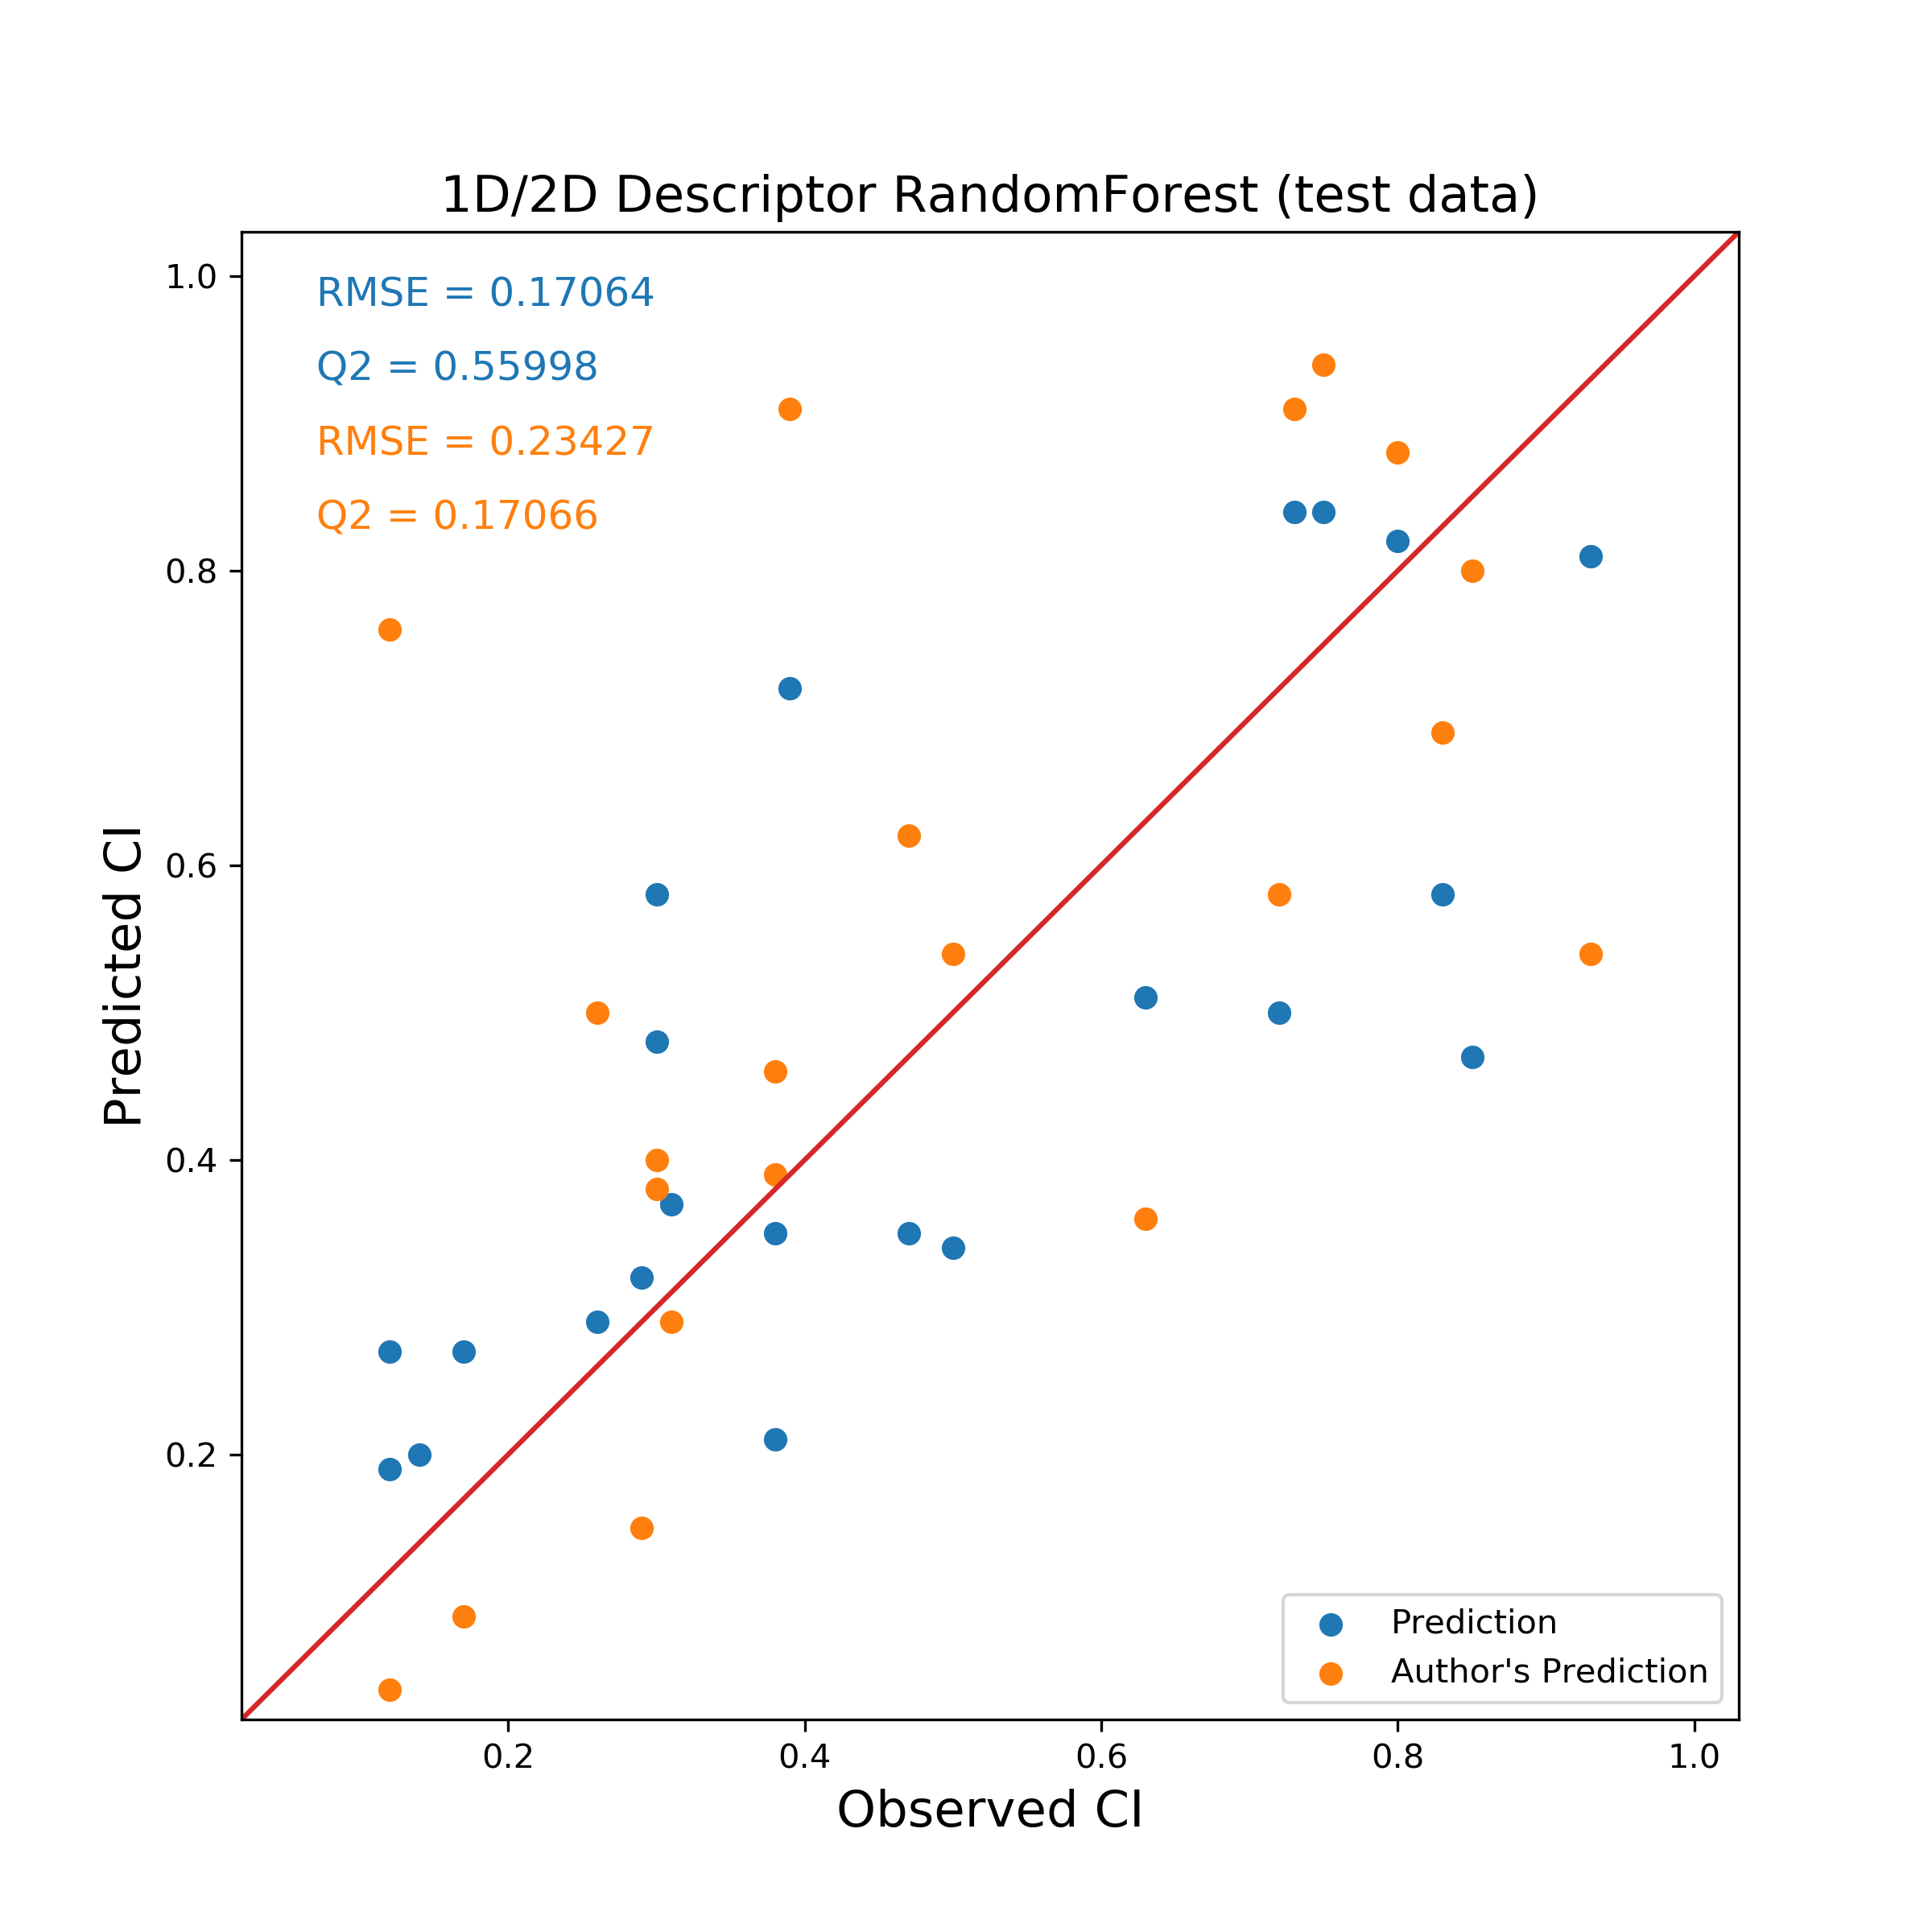 1D/2D Descriptor RandomForest (test data)
RMSE = 0.17064
Q2 = 0.55998
RMSE = 0.23427
Q2 = 0.17066
1.0
0.8
0.6
0.4
0.2
Predicted CI
Prediction
Author's Prediction
0.2
0.4
0.6
0.8
1.0
Observed CI